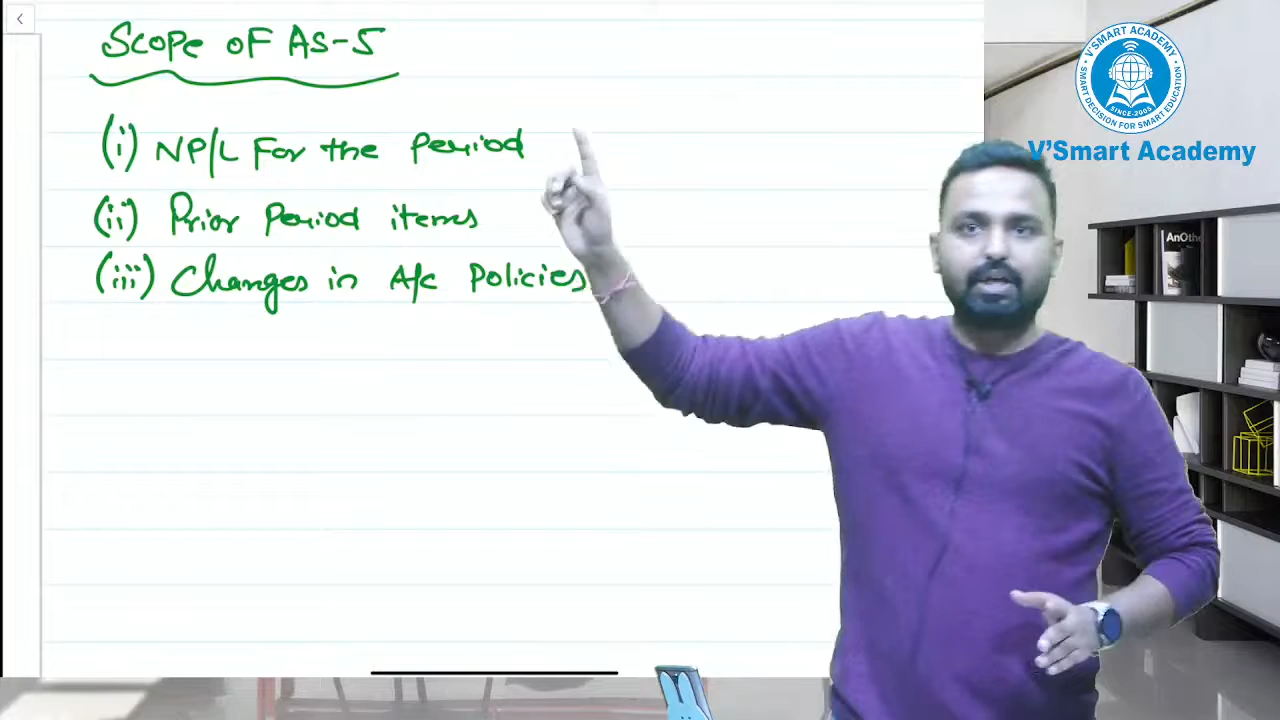 Scope of AS-5
(i) NP/L For the Period
(ii) Prior Period items
(iii) Changes in A/c Policies
V'SMART ACADEMY
SINCE-2005
SMART DECISION FOR SMART EDUCATION
V'Smart Academy
AnOthe